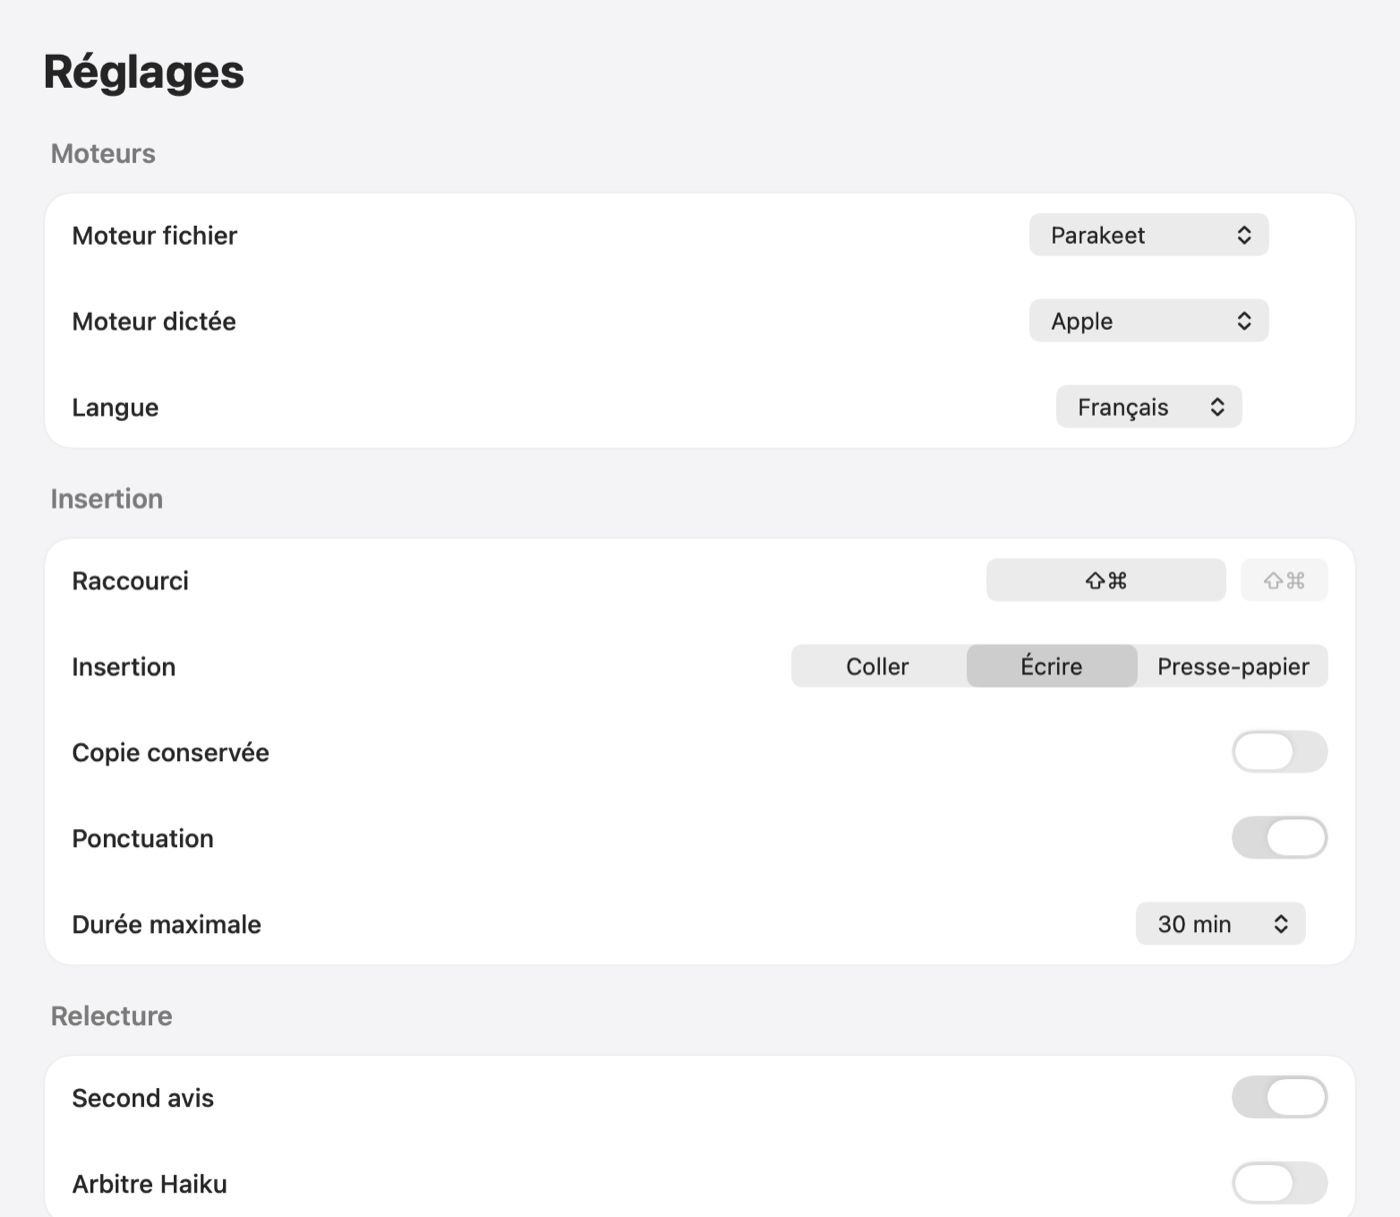 Réglages
Moteurs
Moteur fichier Parakeet
Moteur dictée Apple
Langue Français
Insertion
Raccourci ⇧⌘ ⇧⌘
Insertion Coller Écrire Presse-papier
Copie conservée
Ponctuation
Durée maximale 30 min
Relecture
Second avis
Arbitre Haiku